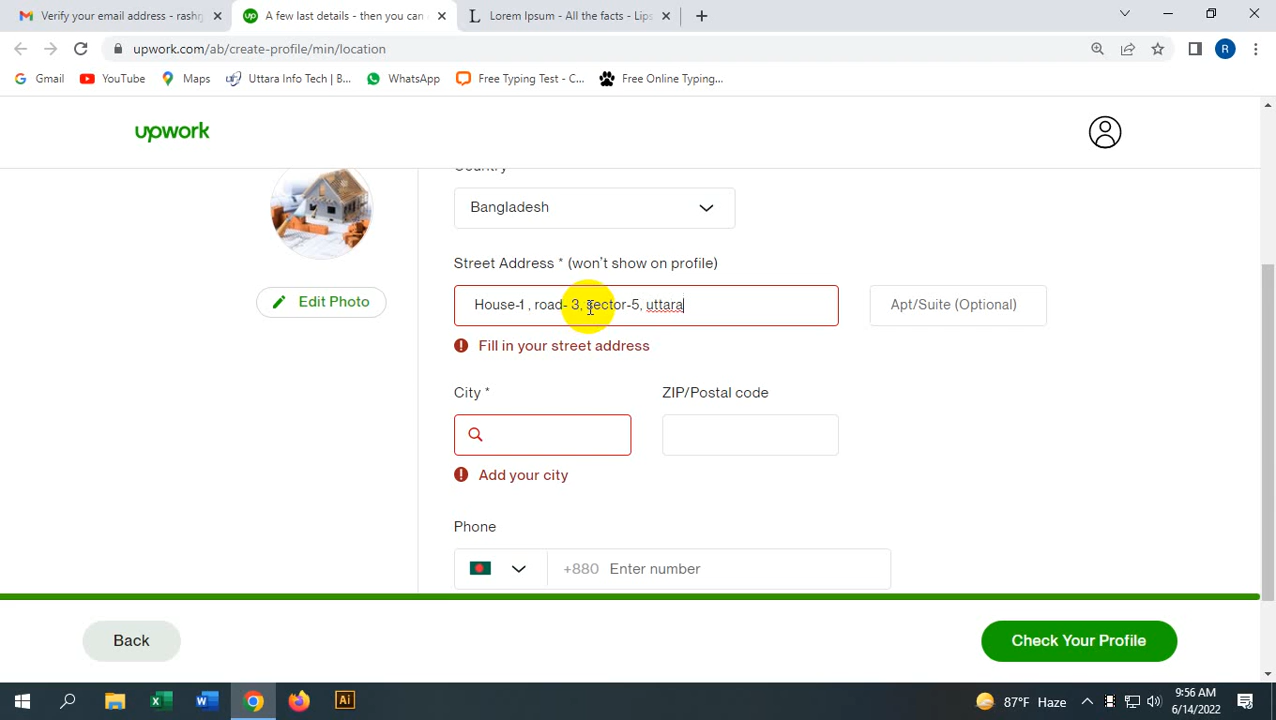 Verify your email address - rashr
up A few last details - then you can
Lorem Ipsum - All the facts - Lips
upwork.com/ab/create-profile/min/location
R
Gmail
YouTube
Maps
Uttara Info Tech | B...
WhatsApp
Free Typing Test - C...
Free Online Typing...
upwork
Country
Bangladesh
Street Address * (won't show on profile)
House-1 , road- 3, sector-5, uttara
Apt/Suite (Optional)
Edit Photo
Fill in your street address
City *
ZIP/Postal code
Add your city
Phone
+880 Enter number
Back
Check Your Profile
87°F Haze
9:56 AM
6/14/2022